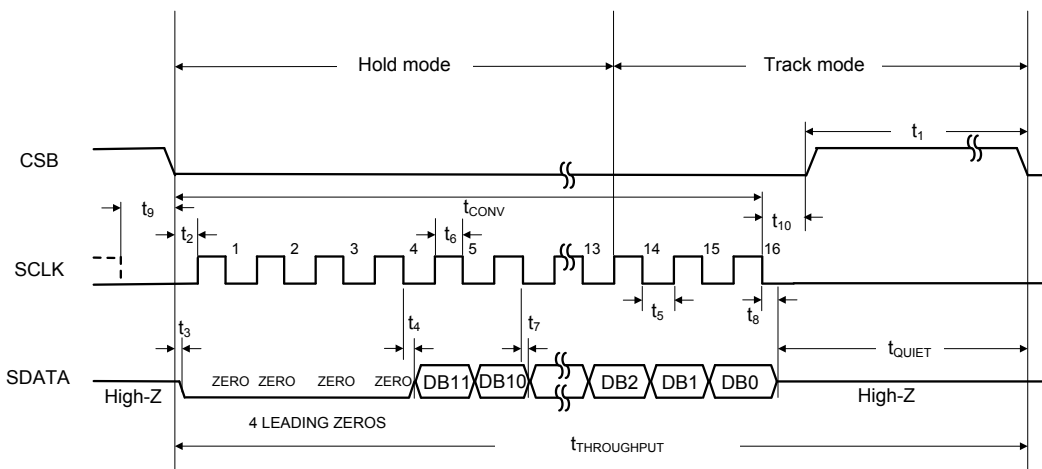 Hold mode
Track mode
t1
CSB
t9
tCONV
t10
t2
t6
1 2 3 4 5 13 14 15 16
SCLK
t3
t4
t7
t5
t8
tQUIET
SDATA
ZERO ZERO ZERO ZERO DB11 DB10 DB2 DB1 DB0
High-Z
High-Z
4 LEADING ZEROS
tTHROUGHPUT